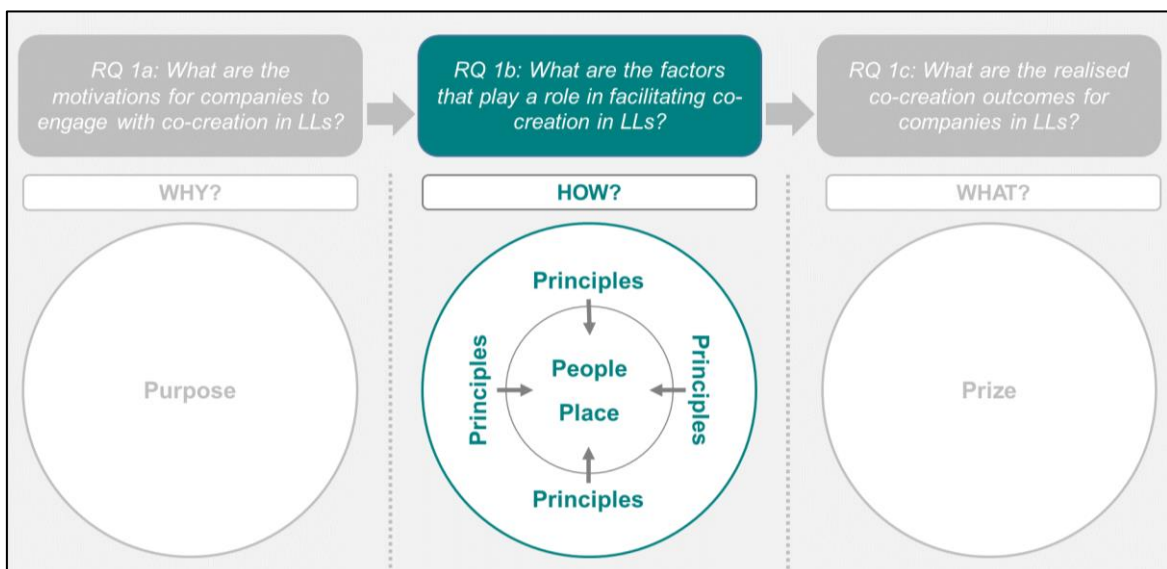 RQ 1a: What are the
motivations for companies to
engage with co-creation in LLs?
RQ 1b: What are the factors
that play a role in facilitating co-
creation in LLs?
RQ 1c: What are the realised
co-creation outcomes for
companies in LLs?
WHY?
HOW?
WHAT?
Purpose
Principles
Principles
People
Place
Principles
Principles
Prize